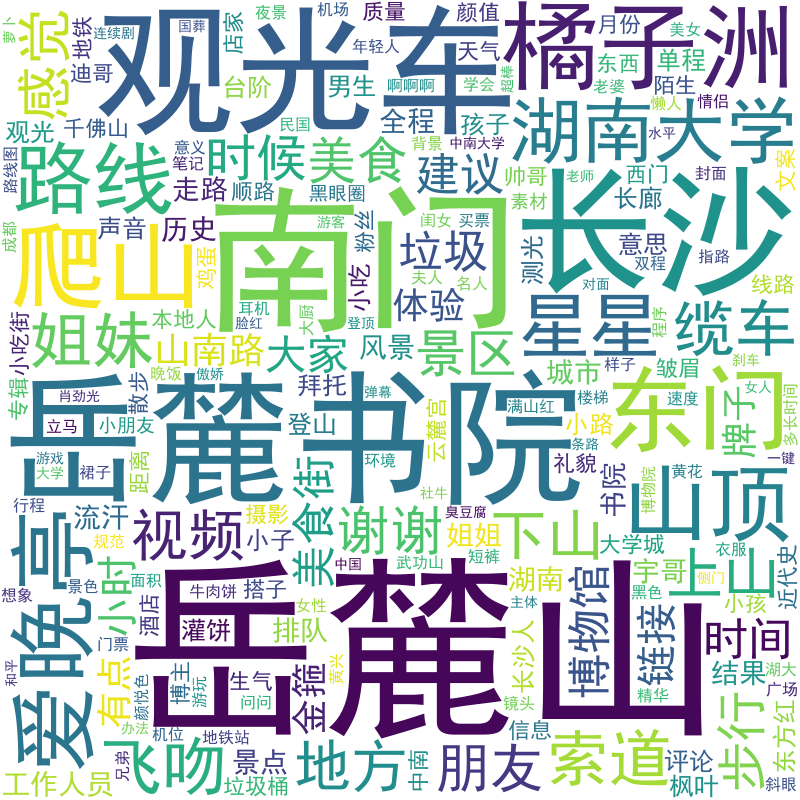 夜景
机场
质量
颜值
月份
美女
萝卜
连续剧
国葬
店家
年轻人
天气
学会
超棒
东西
单程
橘子洲
感觉
地铁
迪哥
台阶
男生
啊啊啊
老婆
陌生
懒人
情侣
观光车
观光
千佛山
民国
全程
孩子
湖南大学
水平
路线图
路线
意义
笔记
时候
美食
背景
中南大学
建议
帅哥
老师
西门
封面
文案
成都
走路
顺路
黑眼圈
素材
长廊
声音
历史
游客
粉丝
闺女
买票
垃圾
测光
意思
双程
指路
长沙
爬山
鸡蛋
南门
小吃
夫人
名人
线路
耳机
大厨
体验
对面
星星
缆车
程序
小吃街
姐妹
本地人
脸红
登顶
山南路
大家
风景
景区
城市
皱眉
样子
刹车
专辑
散步
晚饭
傲娇
拜托
东门
女人
肖劲光
弹幕
满山红
楼梯
速度
多长时间
岳麓书院
立马
小朋友
登山
云麓宫
小路
牌子
条路
距离
环境
礼貌
书院
博物院
黄花
一键
游戏
大学
裙子
社牛
山顶
行程
流汗
摄影
美食街
臭豆腐
爱晚亭
视频
谢谢
下山
姐姐
大学城
衣服
规范
小子
近代史
小时
中国
武功山
短裤
上山
想象
景色
面积
牛肉饼
搭子
湖南
宇哥
侧门
酒店
女性
岳麓山
主体
博物馆
黑色
小孩
门票
灌饼
排队
链接
时间
和平
有点
博主
生气
金箍
黄兴
长沙人
结果
湖大
颜悦色
游玩
问问
镜头
精华
广场
办法
机位
地铁站
信息
步行
东方红
飞吻
景点
地方
中南
朋友
索道
评论
工作人员
兄弟
垃圾桶
枫叶
斜眼